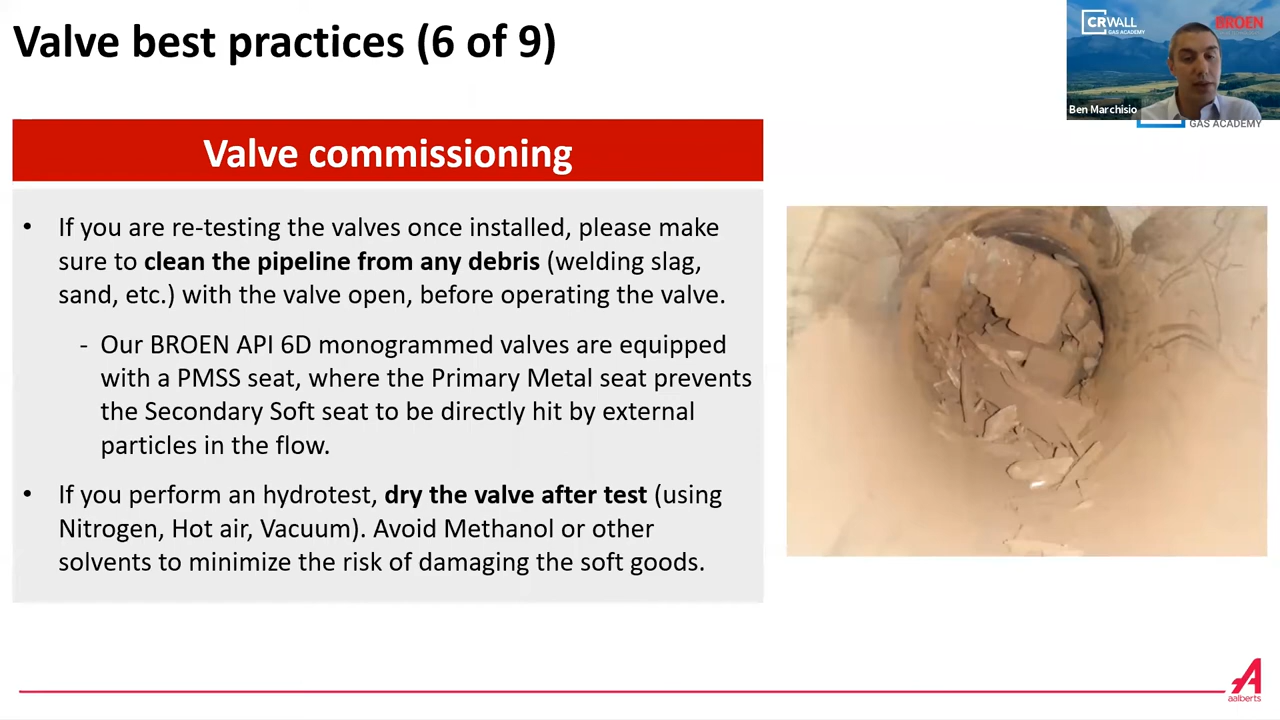 Valve best practices (6 of 9)
CRWALL
GAS ACADEMY
BROEN
Ben Marchisio
GAS ACADEMY
Valve commissioning
• If you are re-testing the valves once installed, please make
sure to clean the pipeline from any debris (welding slag,
sand, etc.) with the valve open, before operating the valve.
- Our BROEN API 6D monogrammed valves are equipped
with a PMSS seat, where the Primary Metal seat prevents
the Secondary Soft seat to be directly hit by external
particles in the flow.
• If you perform an hydrotest, dry the valve after test (using
Nitrogen, Hot air, Vacuum). Avoid Methanol or other
solvents to minimize the risk of damaging the soft goods.
aalberts